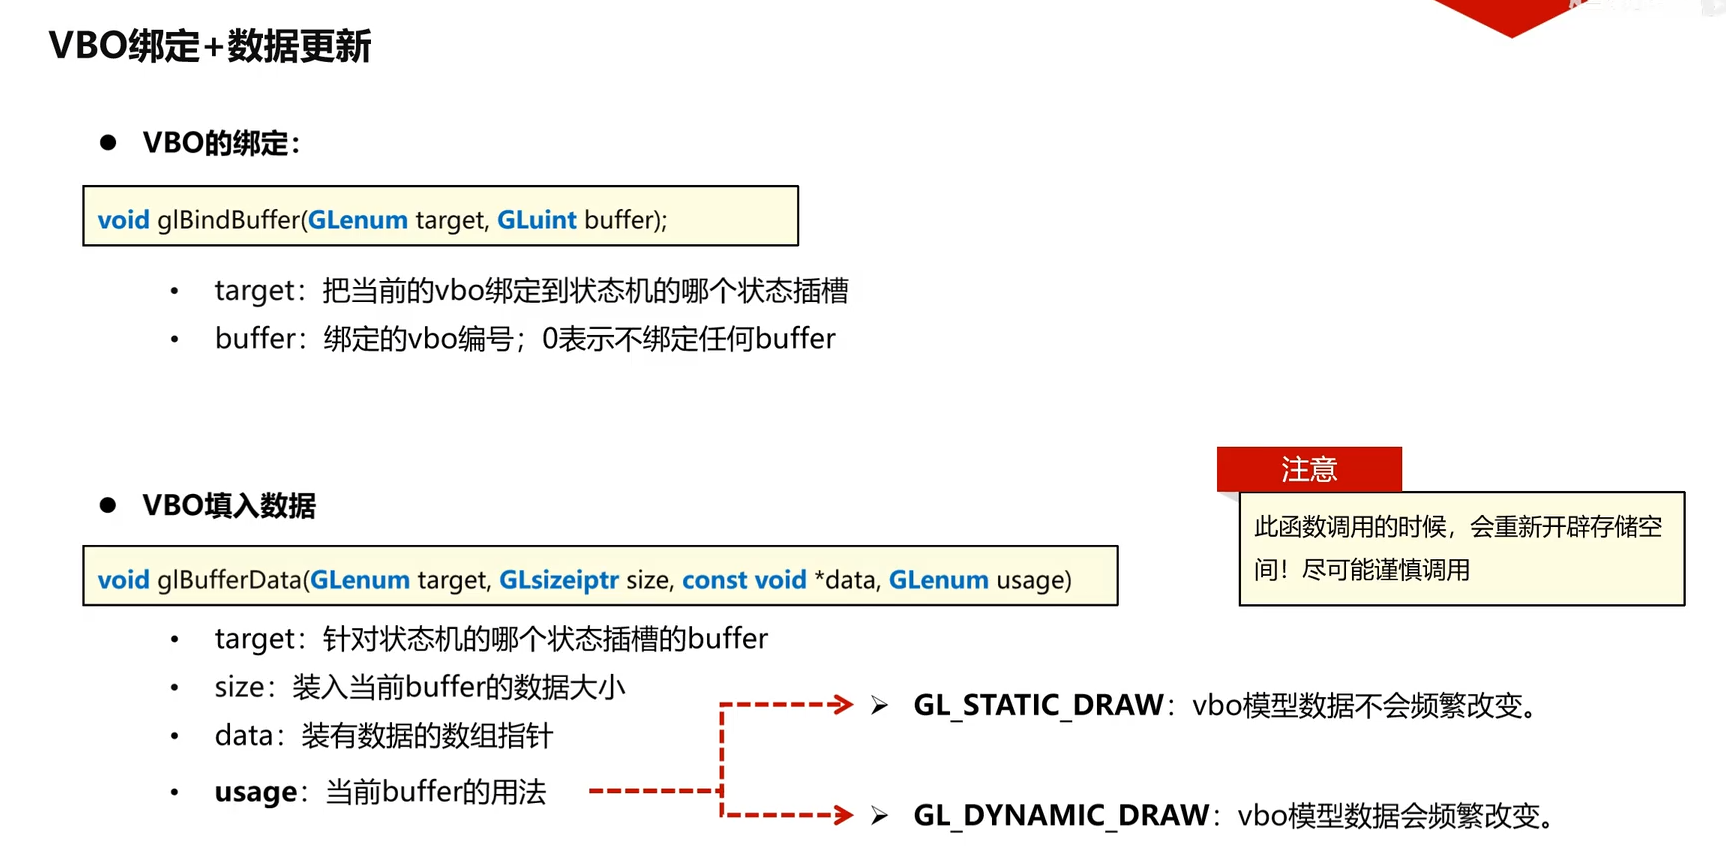 VBO绑定+数据更新
● VBO的绑定：
void glBindBuffer(GLenum target, GLuint buffer);
• target：把当前的vbo绑定到状态机的哪个状态插槽
• buffer：绑定的vbo编号；0表示不绑定任何buffer
● VBO填入数据
注意
此函数调用的时候，会重新开辟存储空
间！尽可能谨慎调用
void glBufferData(GLenum target, GLsizeiptr size, const void *data, GLenum usage)
• target：针对状态机的哪个状态插槽的buffer
• size：装入当前buffer的数据大小
• data：装有数据的数组指针
• usage：当前buffer的用法
➢ GL_STATIC_DRAW：vbo模型数据不会频繁改变。
➢ GL_DYNAMIC_DRAW：vbo模型数据会频繁改变。